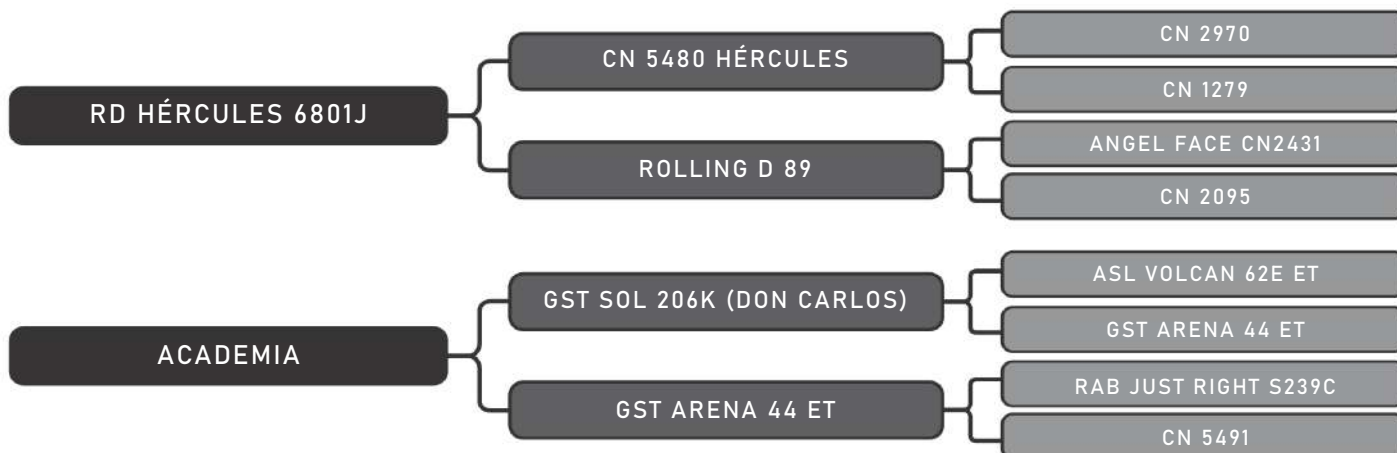 RD HÉRCULES 6801J
CN 5480 HÉRCULES
CN 2970
CN 1279
ROLLING D 89
ANGEL FACE CN2431
CN 2095
ACADEMIA
GST SOL 206K (DON CARLOS)
ASL VOLCAN 62E ET
GST ARENA 44 ET
GST ARENA 44 ET
RAB JUST RIGHT S239C
CN 5491